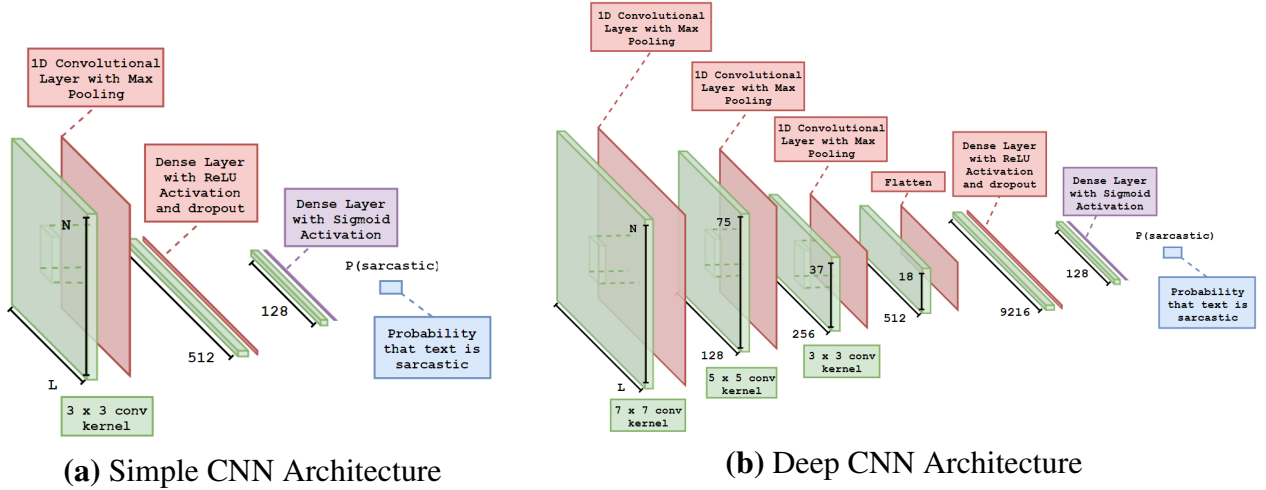 1D Convolutional
Layer with Max
Pooling
Dense Layer
with ReLU
Activation
and dropout
Dense Layer
with Sigmoid
Activation
N
L
512
128
P(sarcastic)
Probability
that text is
sarcastic
3 x 3 conv
kernel
(a) Simple CNN Architecture
1D Convolutional
Layer with Max
Pooling
1D Convolutional
Layer with Max
Pooling
1D Convolutional
Layer with Max
Pooling
Flatten
Dense Layer
with ReLU
Activation
and dropout
Dense Layer
with Sigmoid
Activation
N
L
75
128
37
256
18
512
9216
128
P(sarcastic)
Probability
that text is
sarcastic
7 x 7 conv
kernel
5 x 5 conv
kernel
3 x 3 conv
kernel
(b) Deep CNN Architecture